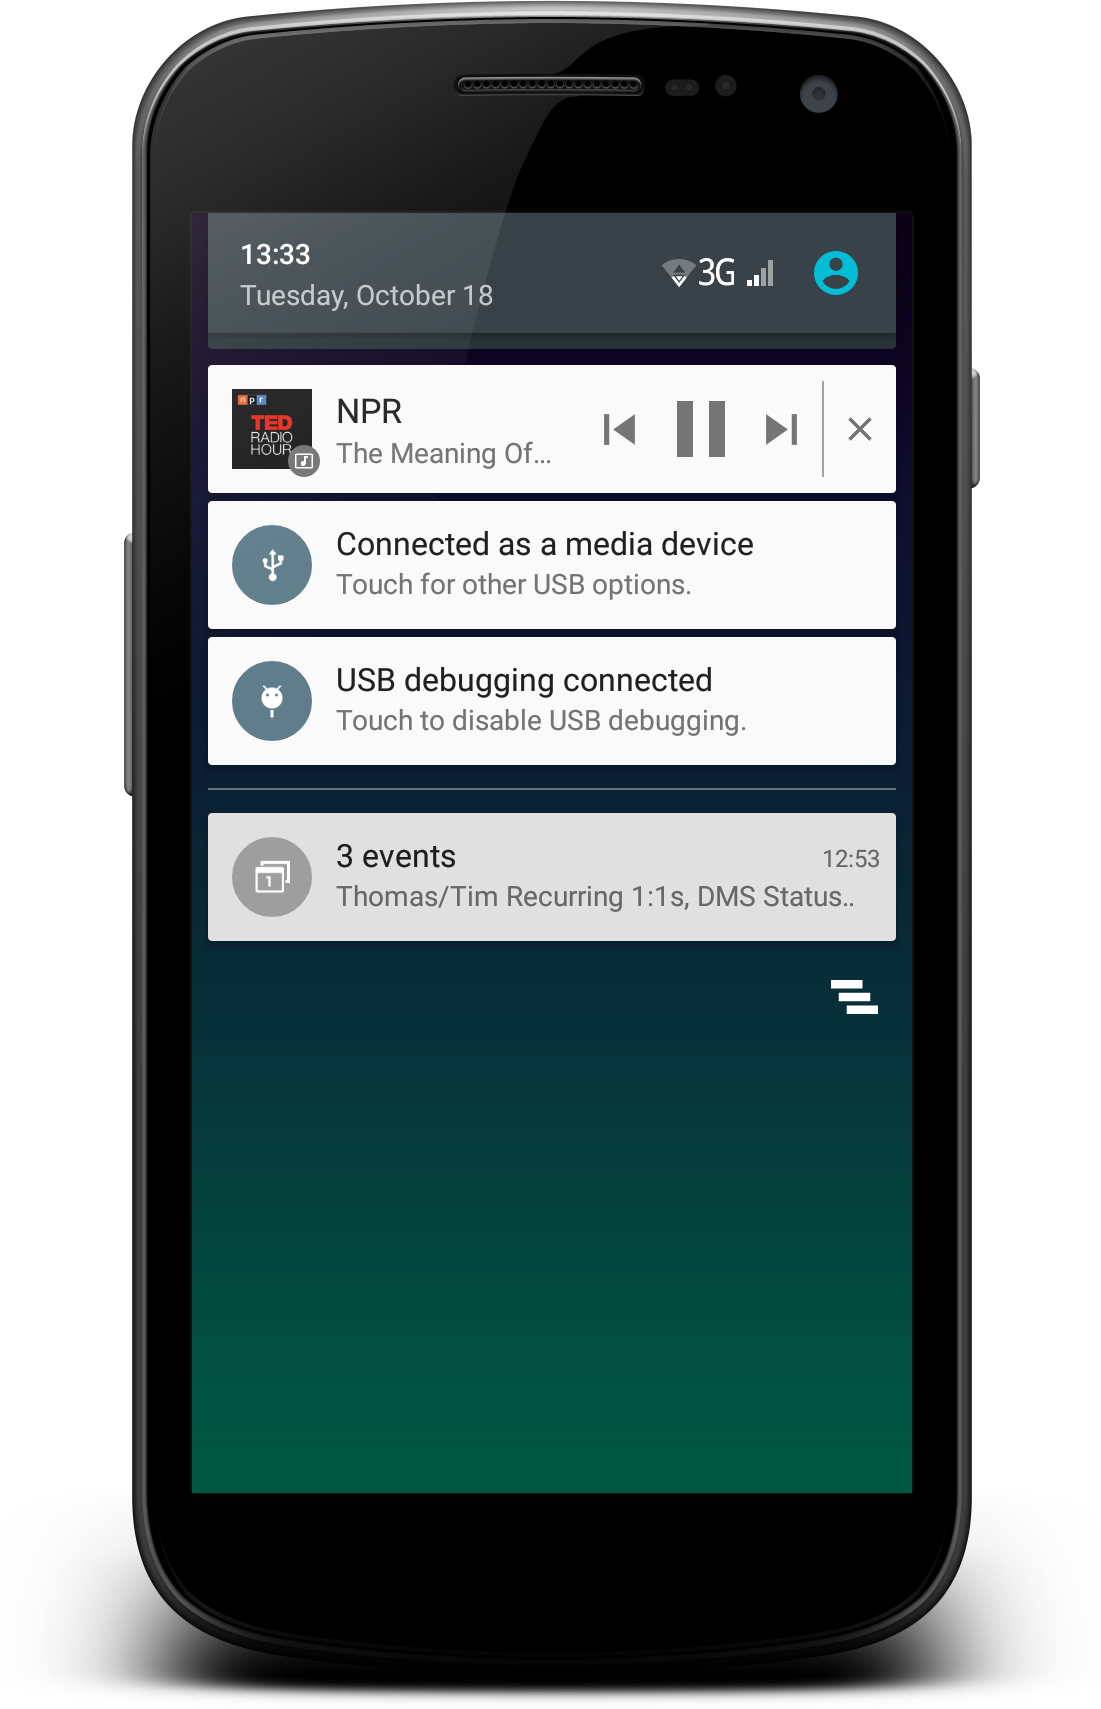 13:33
Tuesday, October 18
3G
npr
TED
RADIO
HOUR
NPR
The Meaning Of...
Connected as a media device
Touch for other USB options.
USB debugging connected
Touch to disable USB debugging.
1
3 events
12:53
Thomas/Tim Recurring 1:1s, DMS Status..